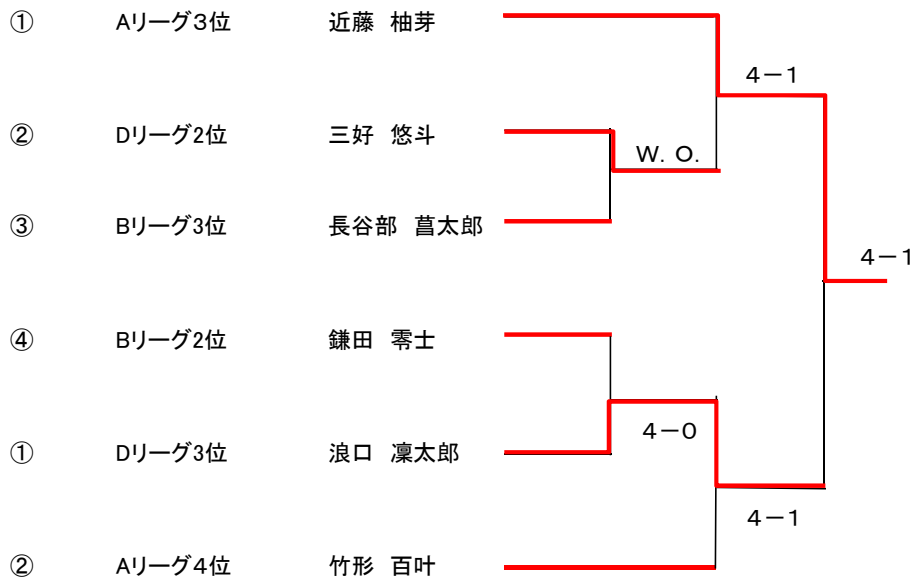 ① Aリーグ3位 近藤 柚芽
4－1
② Dリーグ2位 三好 悠斗
W. O.
③ Bリーグ3位 長谷部 菖太郎
4－1
④ Bリーグ2位 鎌田 零士
4－0
① Dリーグ3位 浪口 凜太郎
4－1
② Aリーグ4位 竹形 百叶